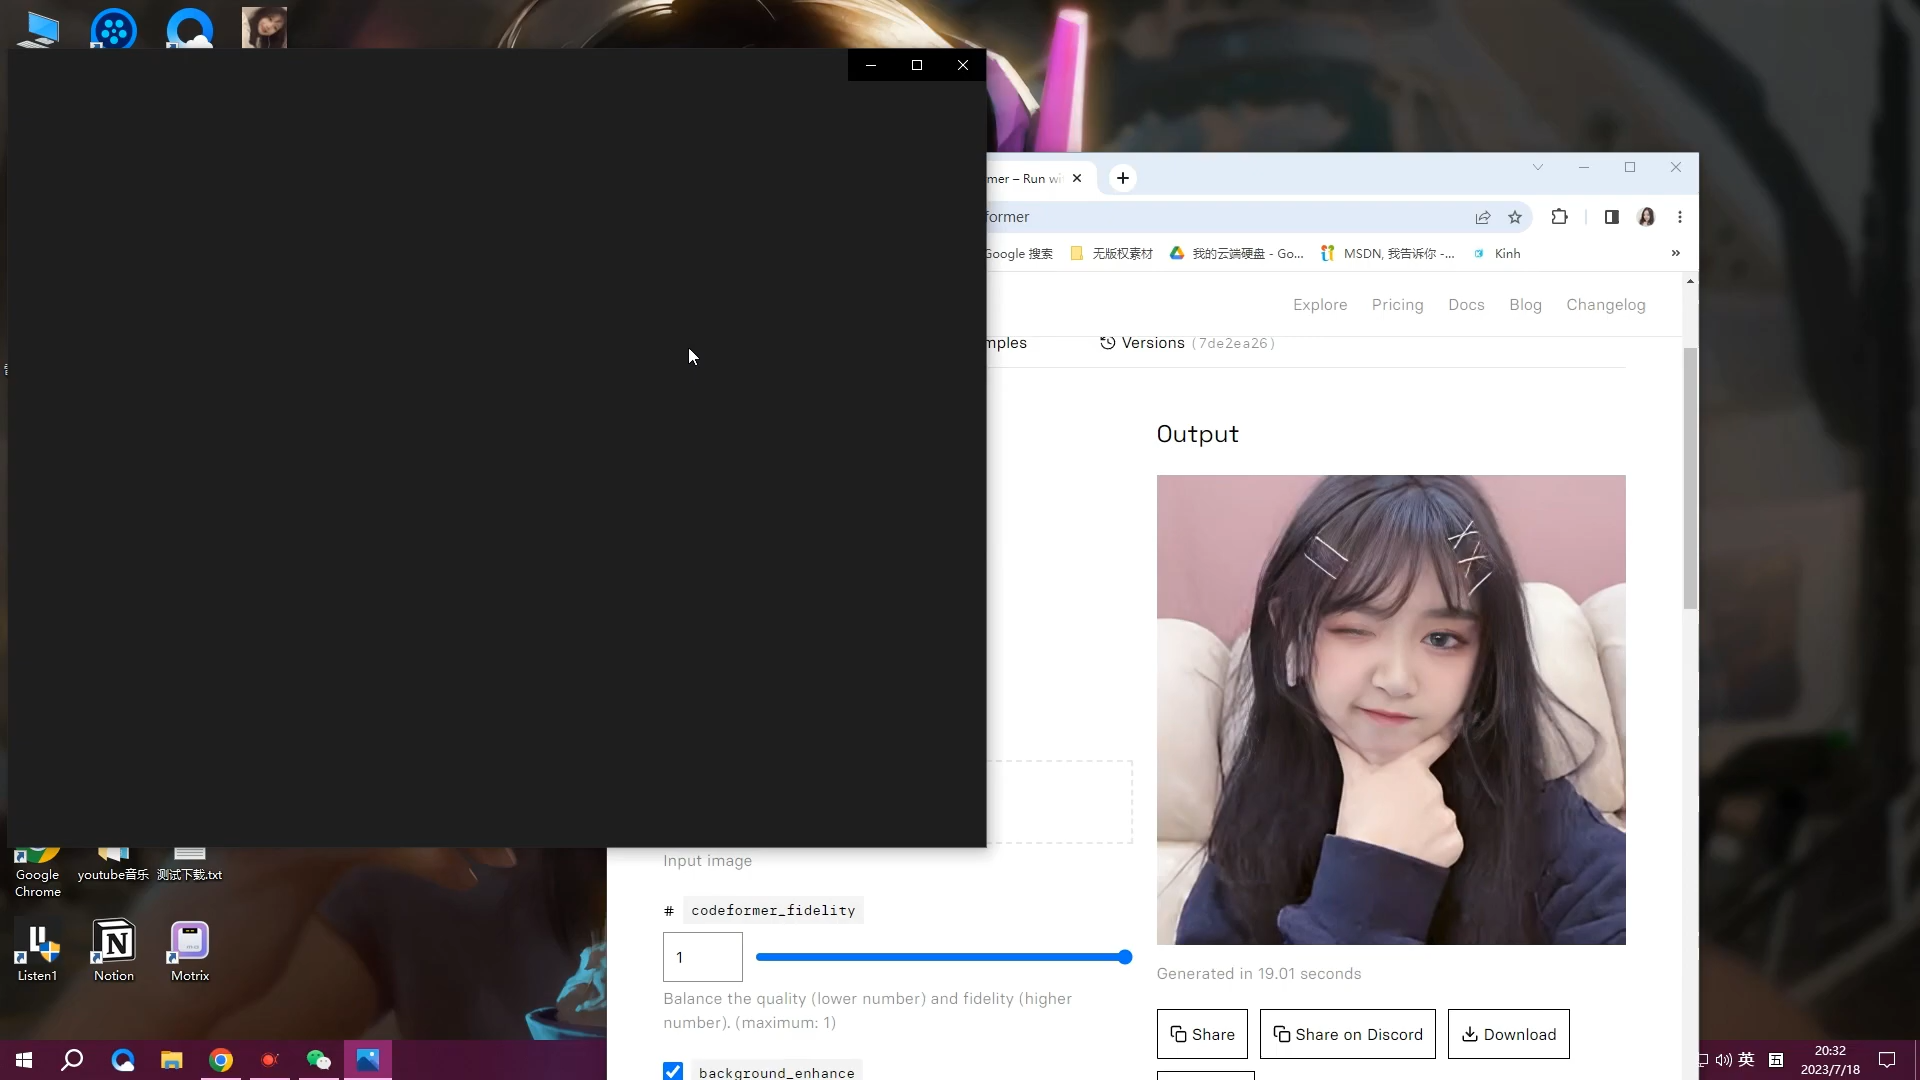 mer – Run wi
former
Google 搜索
无版权素材
我的云端硬盘 - Go...
MSDN, 我告诉你 -...
Kinh
»
Explore
Pricing
Docs
Blog
Changelog
mples
Versions (7de2ea26)
Output
Input image
# codeformer_fidelity
1
Balance the quality (lower number) and fidelity (higher
number). (maximum: 1)
background_enhance
Generated in 19.01 seconds
Share
Share on Discord
Download
Google
Chrome
youtube音乐
测试下载.txt
Listen1
Notion
Motrix
英
20:32
2023/7/18